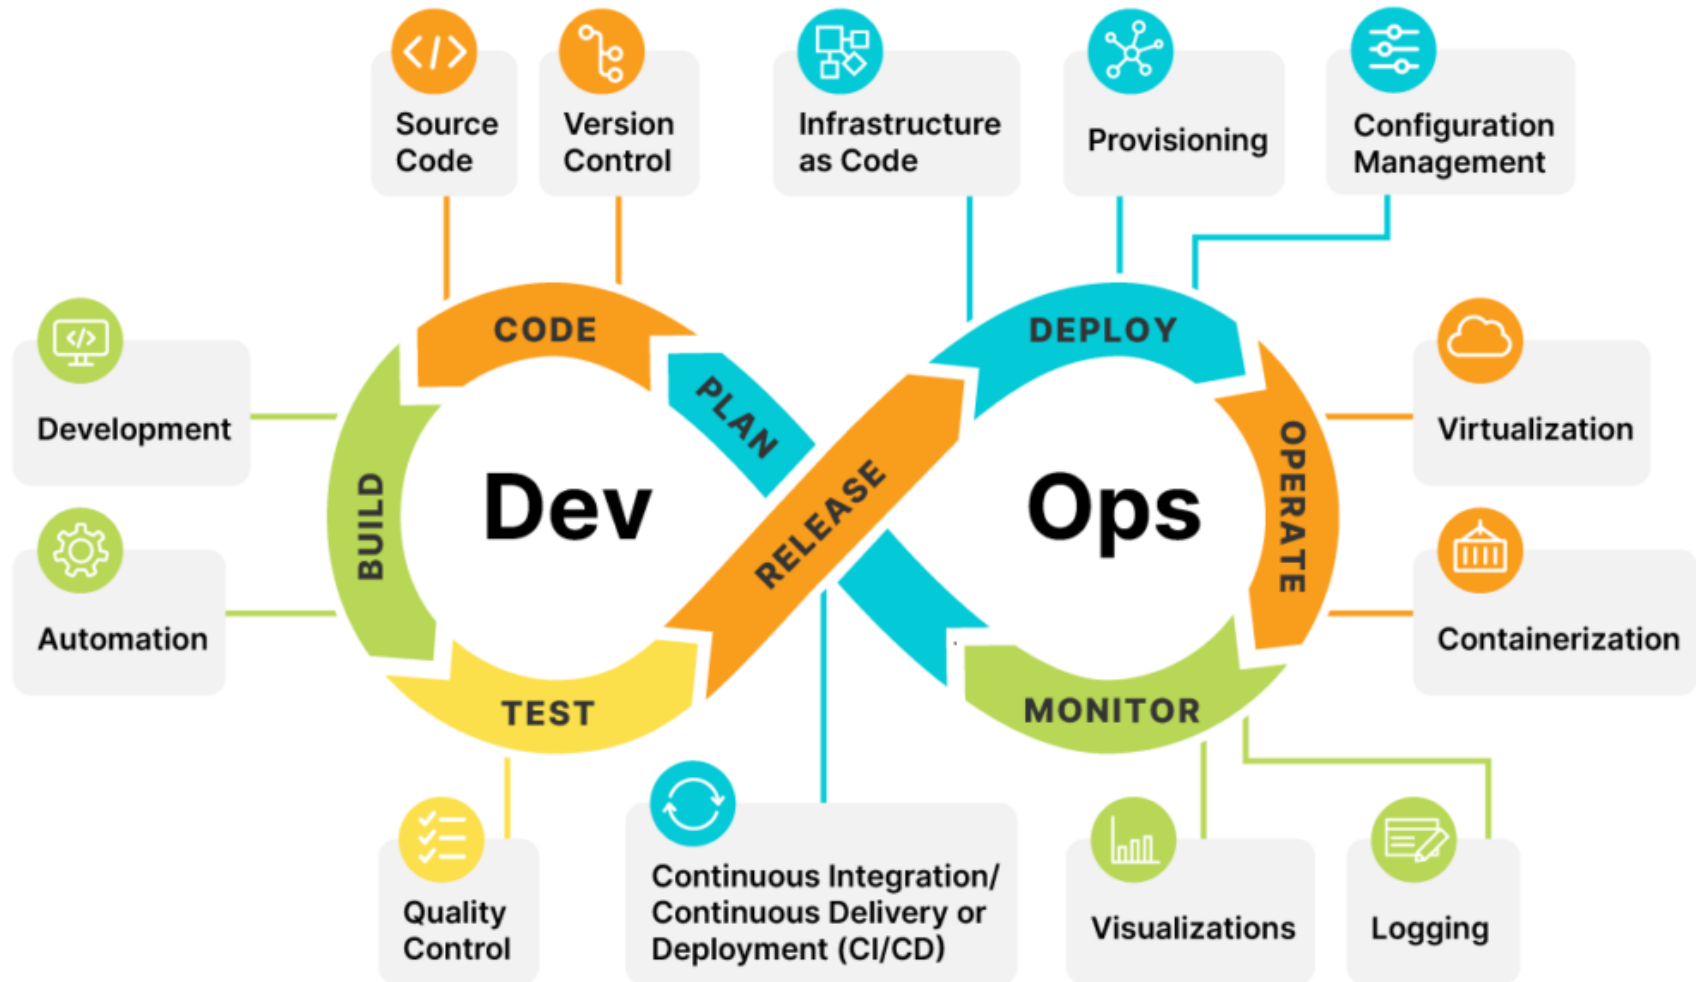 </>
Source
Code
Version
Control
Infrastructure
as Code
Provisioning
Configuration
Management
</>
Development
Automation
CODE
PLAN
BUILD
Dev
TEST
RELEASE
DEPLOY
Ops
OPERATE
MONITOR
Virtualization
Containerization
Quality
Control
Continuous Integration/
Continuous Delivery or
Deployment (CI/CD)
Visualizations
Logging